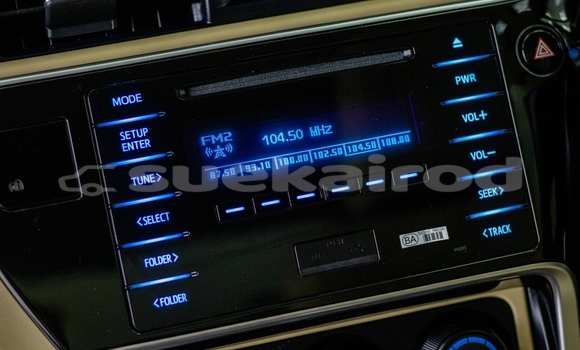 MODE
SETUP
ENTER
TUNE>
<SELECT
FOLDER>
<FOLDER
FM2
104.50 MHz
87.50 93.10 100.00 102.50 104.50 108.00
PWR
VOL+
VOL−
SEEK>
<TRACK
BA
suekairod